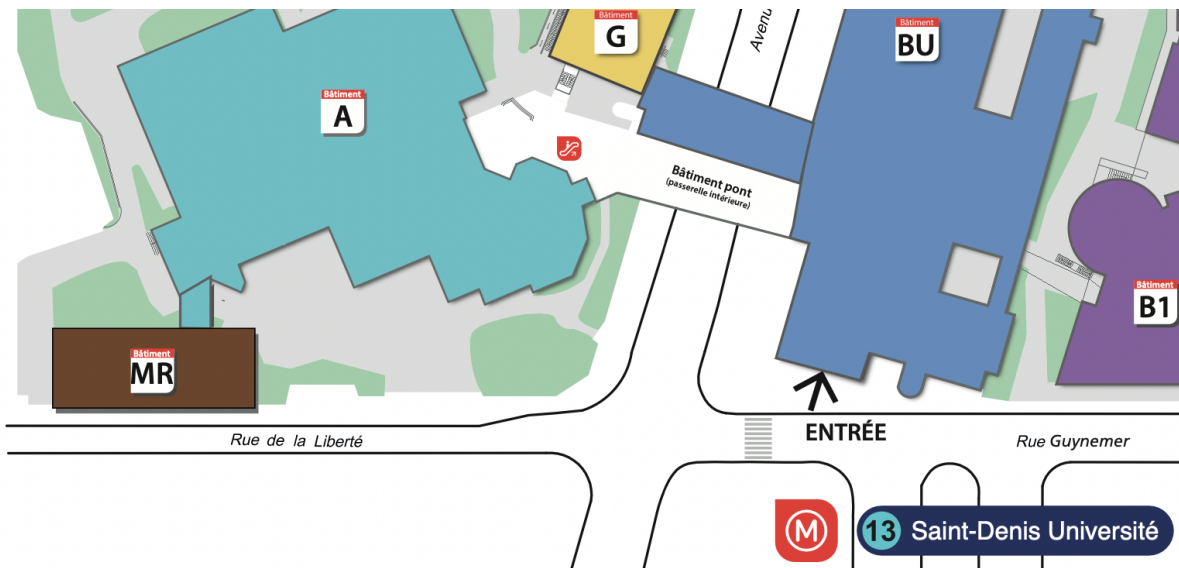 Bâtiment
G
Avenu
Bâtiment
BU
Bâtiment
A
Bâtiment pont
(passerelle intérieure)
Bâtiment
B1
Bâtiment
MR
ENTRÉE
Rue de la Liberté
Rue Guynemer
M
13 Saint-Denis Université